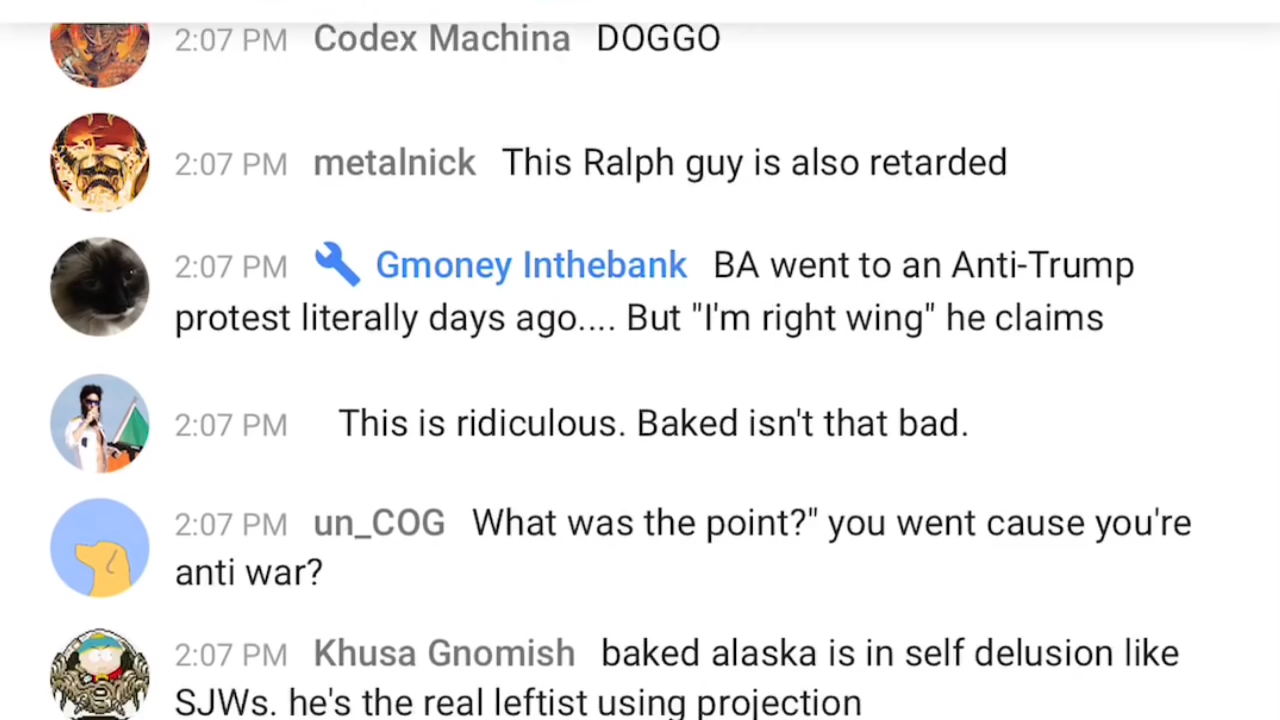 2:07 PM Codex Machina DOGGO
2:07 PM metalnick This Ralph guy is also retarded
2:07 PM Gmoney Inthebank BA went to an Anti-Trump
protest literally days ago.... But "I'm right wing" he claims
2:07 PM This is ridiculous. Baked isn't that bad.
2:07 PM un_COG What was the point?" you went cause you're
anti war?
2:07 PM Khusa Gnomish baked alaska is in self delusion like
SJWs. he's the real leftist using projection